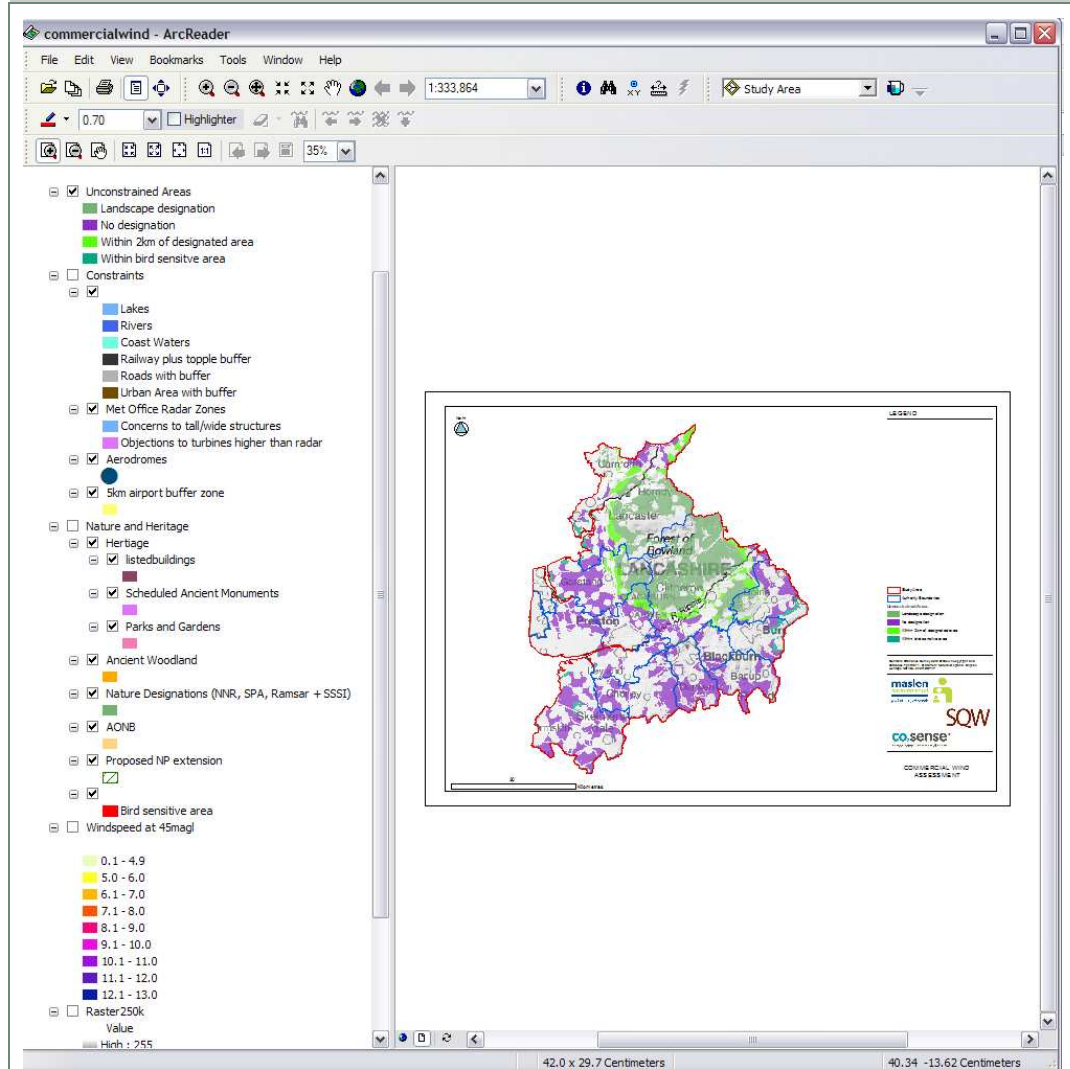 commercialwind - ArcReader
File Edit View Bookmarks Tools Window Help
1:333,864
Study Area
0.70
Highlighter
1:1
35%
Unconstrained Areas
Landscape designation
No designation
Within 2km of designated area
Within bird sensitve area
Constraints
Lakes
Rivers
Coast Waters
Railway plus topple buffer
Roads with buffer
Urban Area with buffer
Met Office Radar Zones
Concerns to tall/wide structures
Objections to turbines higher than radar
Aerodromes
5km airport buffer zone
Nature and Heritage
Hertiage
listedbuildings
Scheduled Ancient Monuments
Parks and Gardens
Ancient Woodland
Nature Designations (NNR, SPA, Ramsar + SSSI)
AONB
Proposed NP extension
Bird sensitive area
Windspeed at 45magl
0.1 - 4.9
5.0 - 6.0
6.1 - 7.0
7.1 - 8.0
8.1 - 9.0
9.1 - 10.0
10.1 - 11.0
11.1 - 12.0
12.1 - 13.0
Raster250k
Value
High : 255
LEGEND
Lancaster
Forest of
Bowland
LANCASHIRE
Preston
Blackburn
Bacup
Chorley
Landscape designation
No designation
maslen
SQW
co2sense
COMMERCIAL WIND
ASSESSMENT
42.0 x 29.7 Centimeters
40.34 -13.62 Centimeters